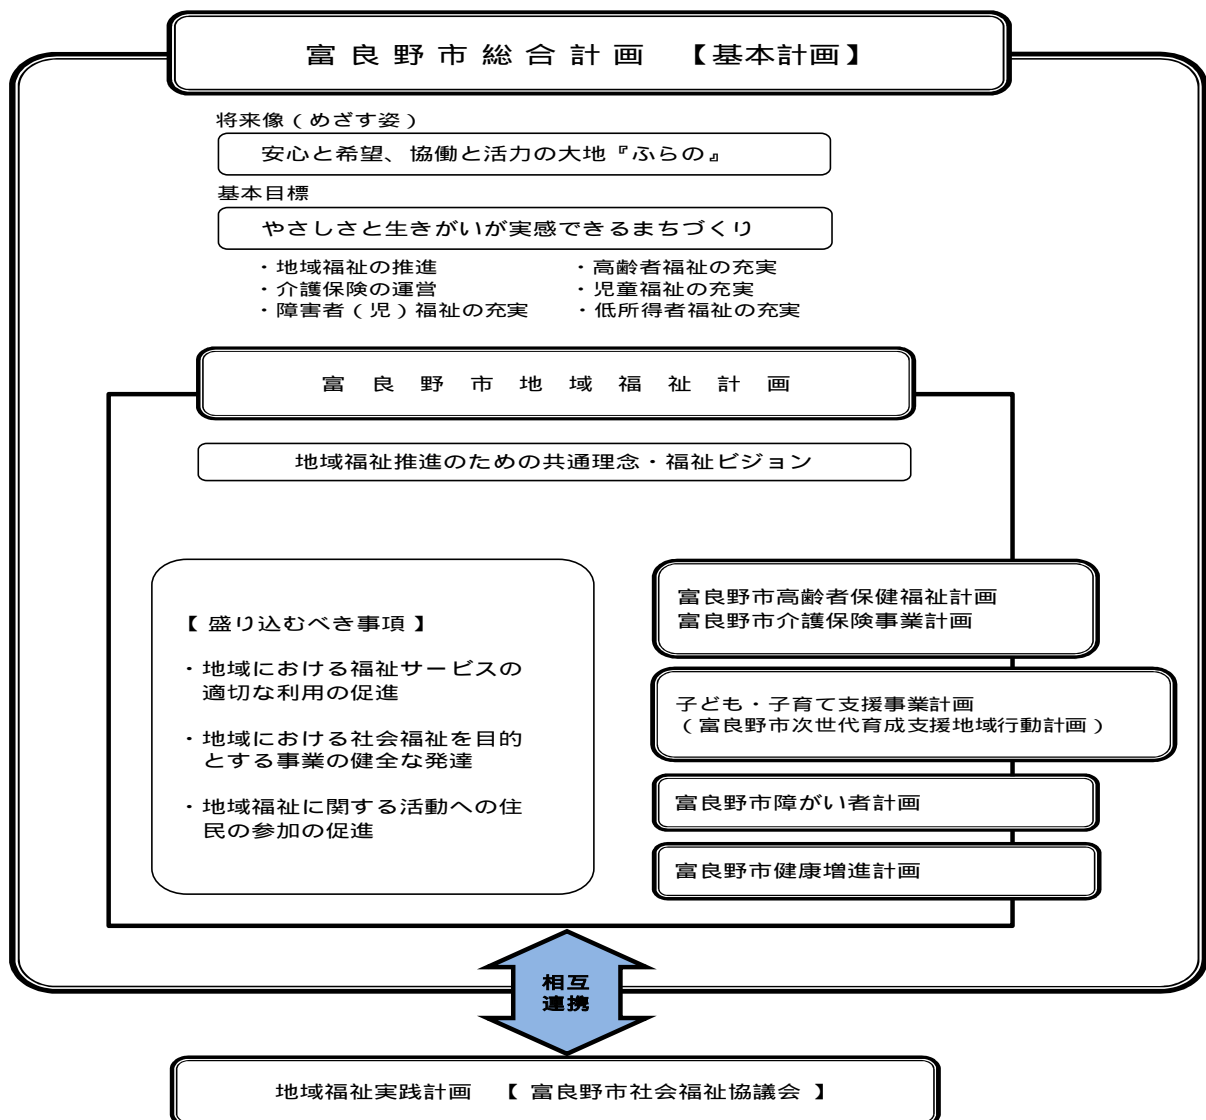 富良野市総合計画 【基本計画】
将来像(めざす姿)
安心と希望、協働と活力の大地『ふらの』
基本目標
やさしさと生きがいが実感できるまちづくり
・地域福祉の推進 ・高齢者福祉の充実
・介護保険の運営 ・児童福祉の充実
・障害者(児)福祉の充実 ・低所得者福祉の充実
富良野市地域福祉計画
地域福祉推進のための共通理念・福祉ビジョン
【盛り込むべき事項】
・地域における福祉サービスの
適切な利用の促進
・地域における社会福祉を目的
とする事業の健全な発達
・地域福祉に関する活動への住
民の参加の促進
富良野市高齢者保健福祉計画
富良野市介護保険事業計画
子ども・子育て支援事業計画
(富良野市次世代育成支援地域行動計画)
富良野市障がい者計画
富良野市健康増進計画
相互
連携
地域福祉実践計画 【富良野市社会福祉協議会】